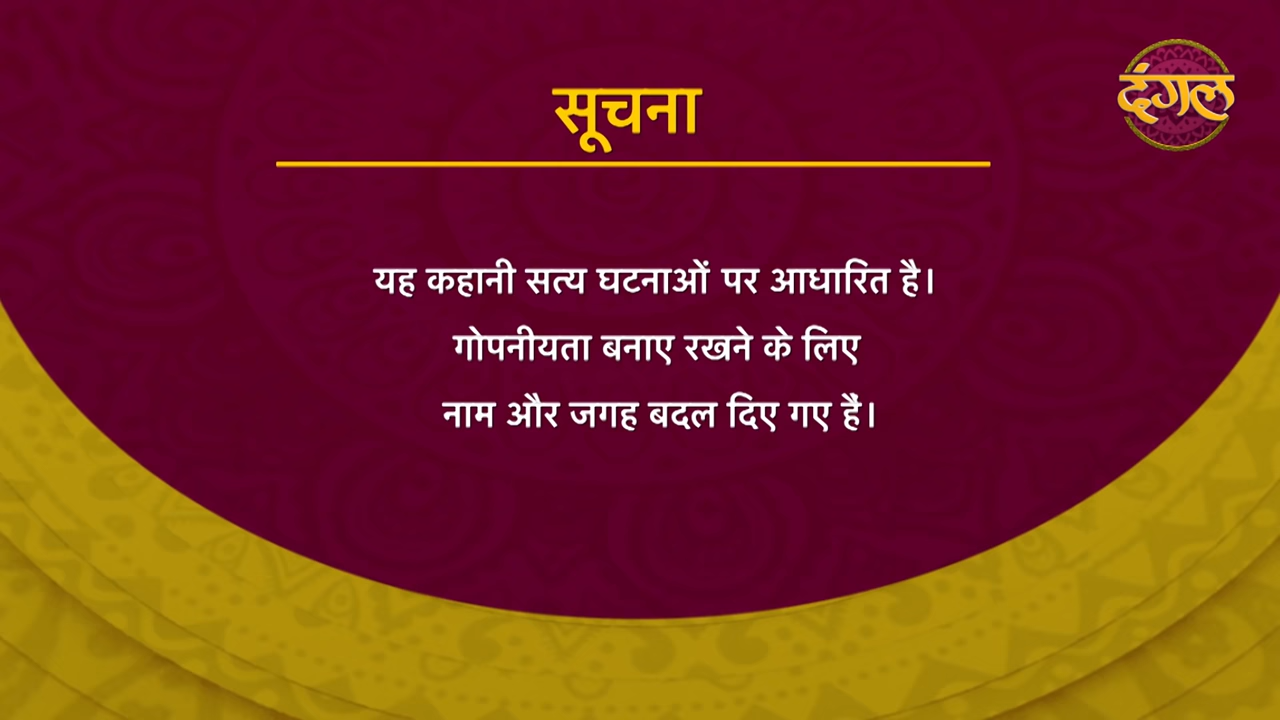 सूचना
दंगल
यह कहानी सत्य घटनाओं पर आधारित है।
गोपनीयता बनाए रखने के लिए
नाम और जगह बदल दिए गए हैं।